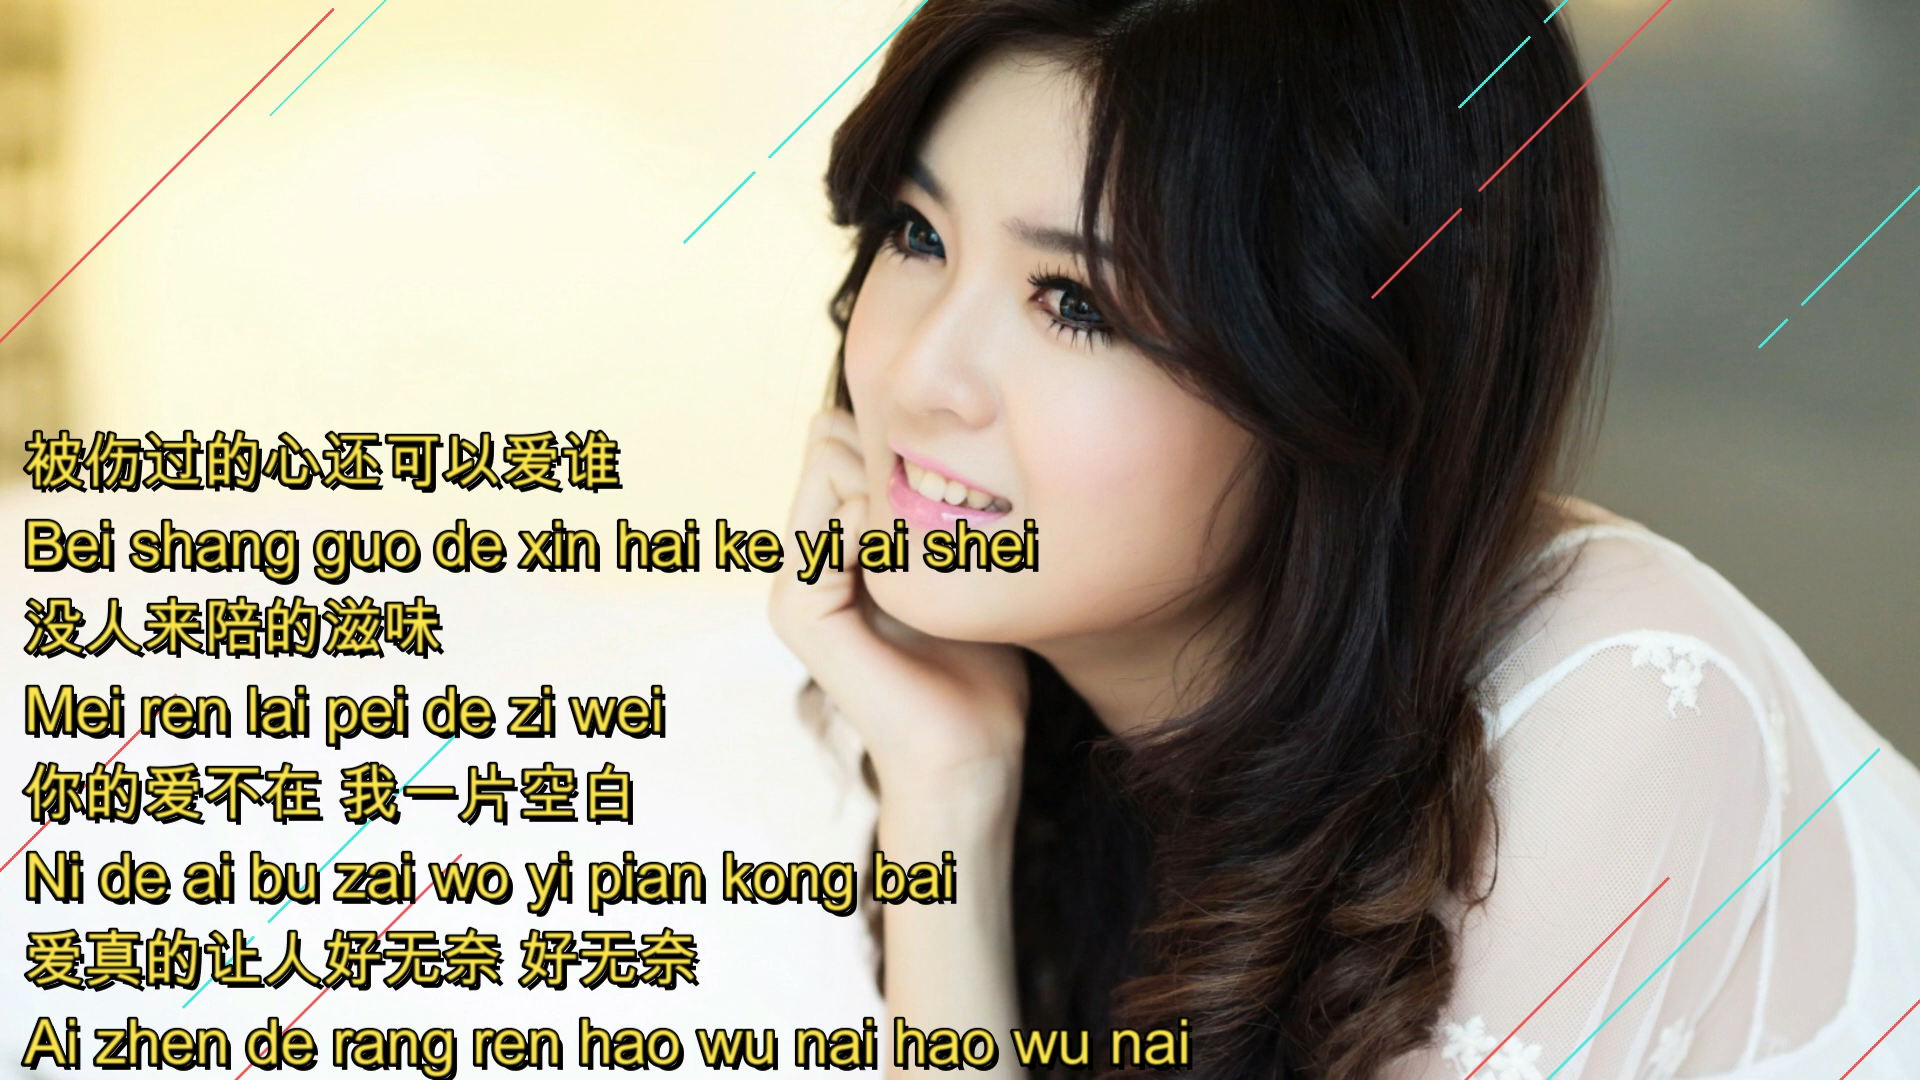 被伤过的心还可以爱谁
Bei shang guo de xin hai ke yi ai shei
没人来陪的滋味
Mei ren lai pei de zi wei
你的爱不在 我一片空白
Ni de ai bu zai wo yi pian kong bai
爱真的让人好无奈 好无奈
Ai zhen de rang ren hao wu nai hao wu nai